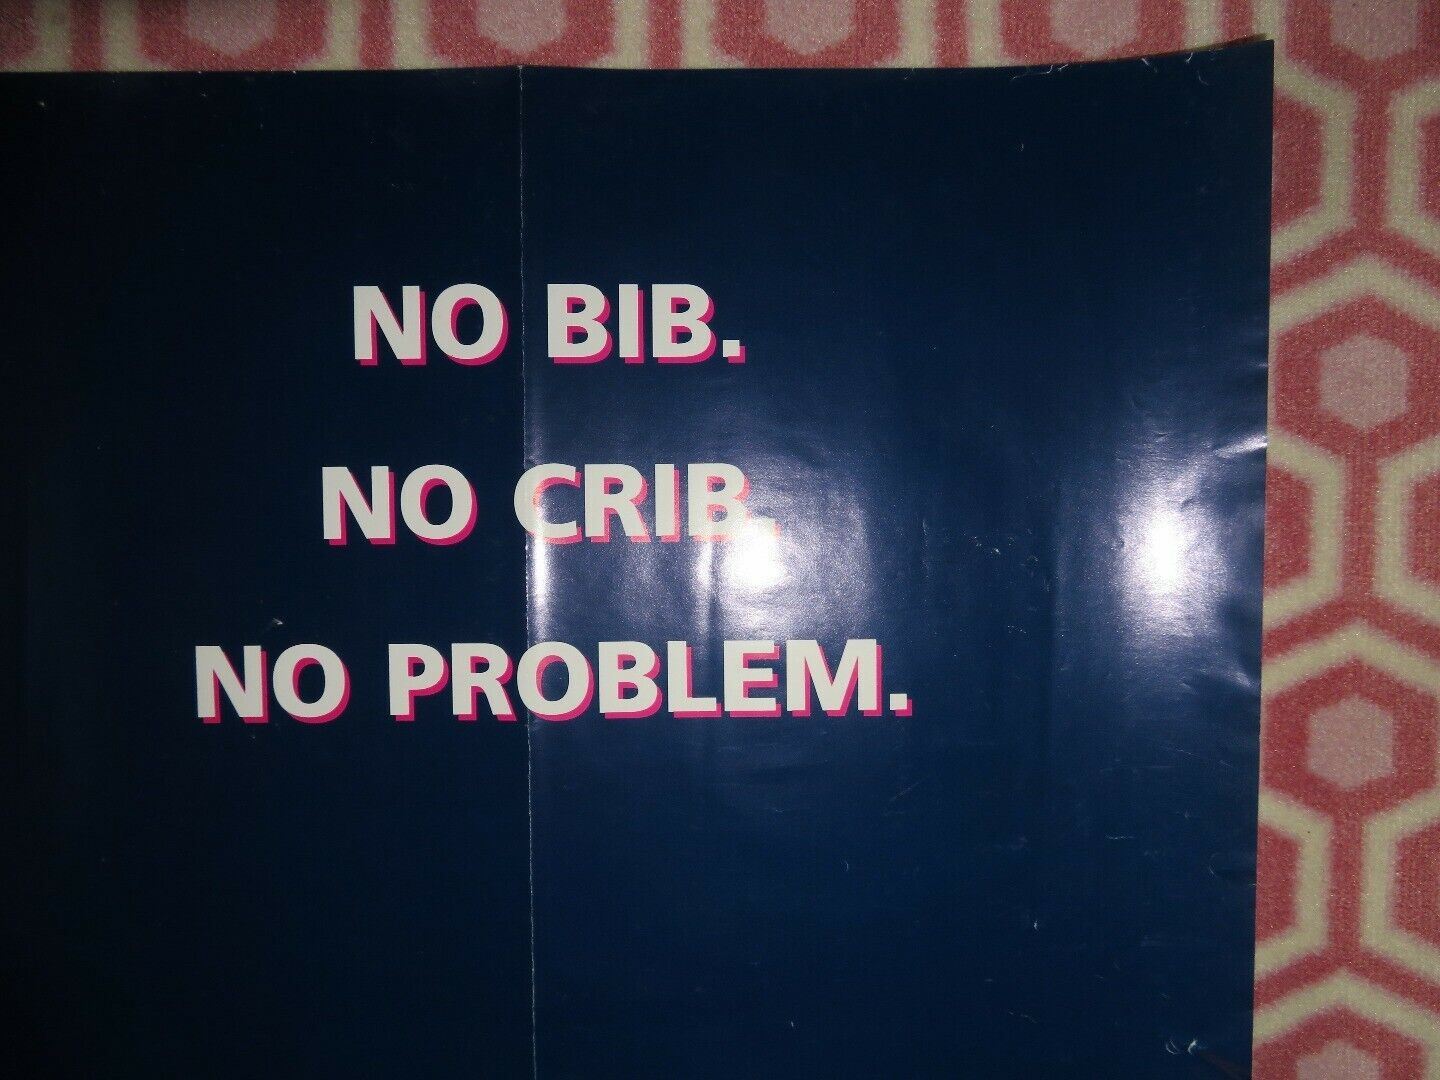 NO BIB.
NO CRIB.
NO PROBLEM.